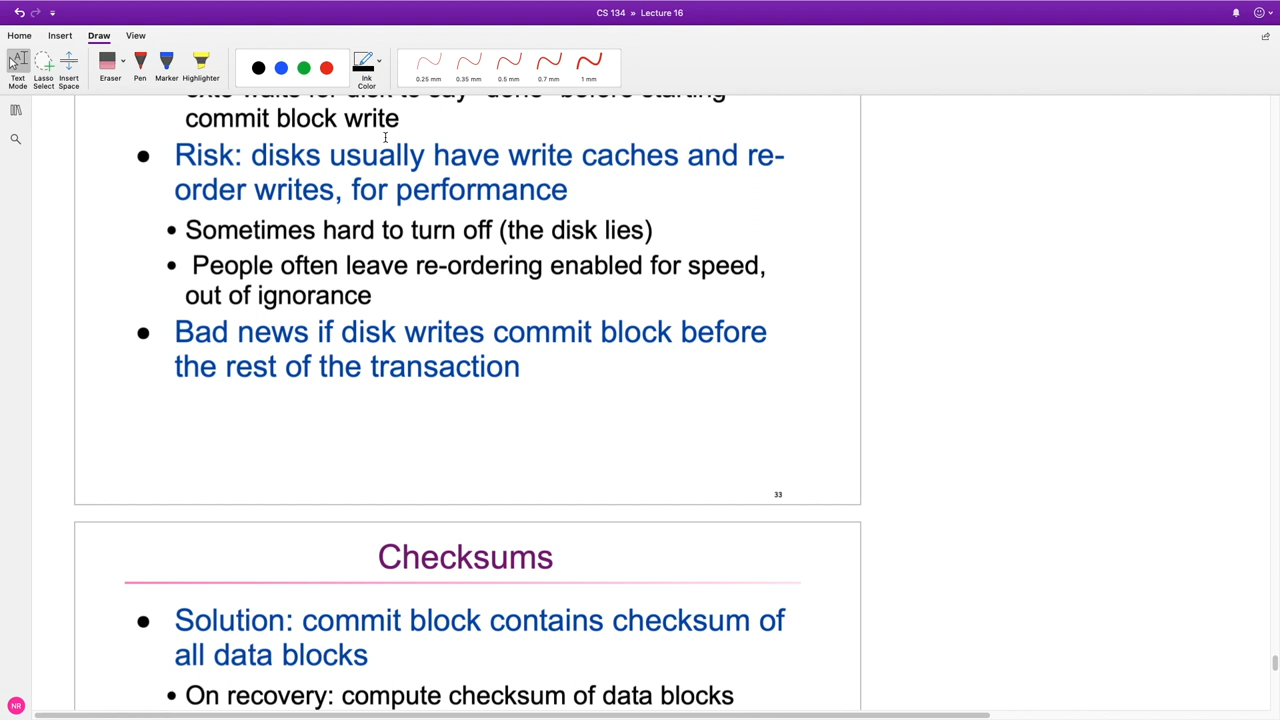 CS 134 » Lecture 16
Home Insert Draw View
Text Mode
Lasso Select
Insert Space
Eraser
Pen
Marker
Highlighter
Ink Color
0.25 mm 0.35 mm 0.5 mm 0.7 mm 1 mm
before starting
commit block write
● Risk: disks usually have write caches and re-
order writes, for performance
• Sometimes hard to turn off (the disk lies)
• People often leave re-ordering enabled for speed,
out of ignorance
● Bad news if disk writes commit block before
the rest of the transaction
33
Checksums
● Solution: commit block contains checksum of
all data blocks
• On recovery: compute checksum of data blocks
NR